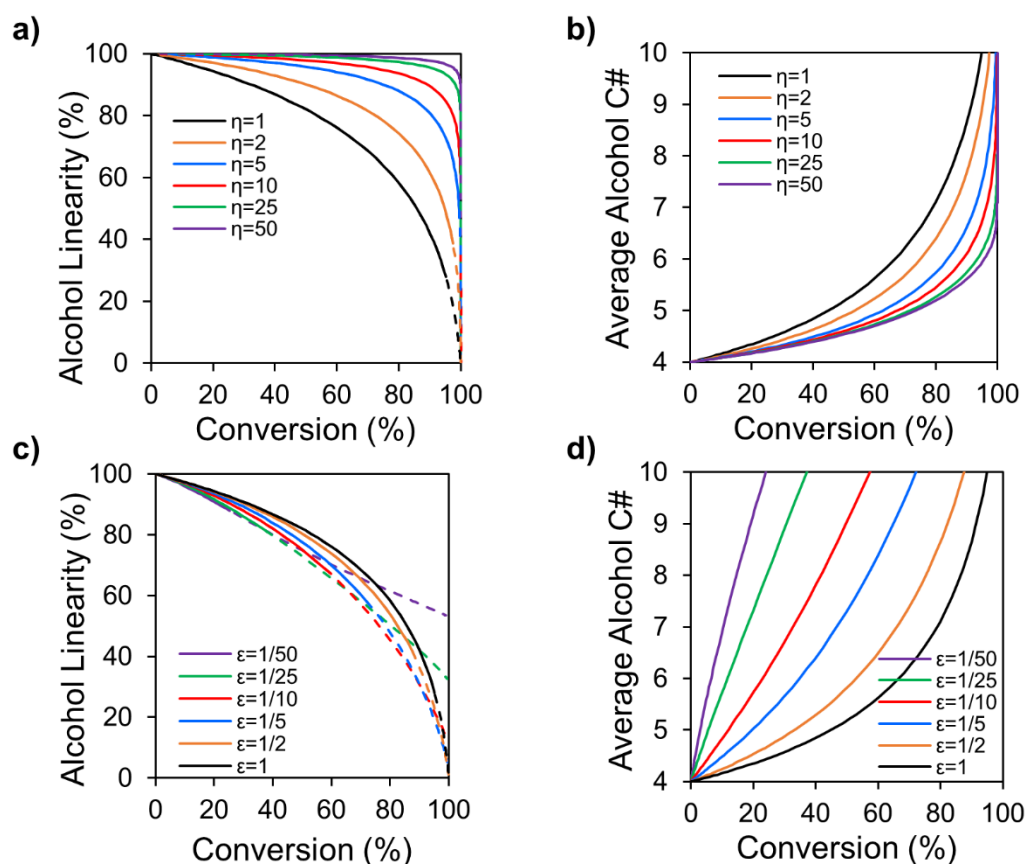 a)
Alcohol Linearity (%)
100
80
60
40
20
0
η=1
η=2
η=5
η=10
η=25
η=50
0 20 40 60 80 100
Conversion (%)
b)
Average Alcohol C#
10
9
8
7
6
5
4
η=1
η=2
η=5
η=10
η=25
η=50
0 20 40 60 80 100
Conversion (%)
c)
Alcohol Linearity (%)
100
80
60
40
20
0
ε=1/50
ε=1/25
ε=1/10
ε=1/5
ε=1/2
ε=1
0 20 40 60 80 100
Conversion (%)
d)
Average Alcohol C#
10
9
8
7
6
5
4
ε=1/50
ε=1/25
ε=1/10
ε=1/5
ε=1/2
ε=1
0 20 40 60 80 100
Conversion (%)